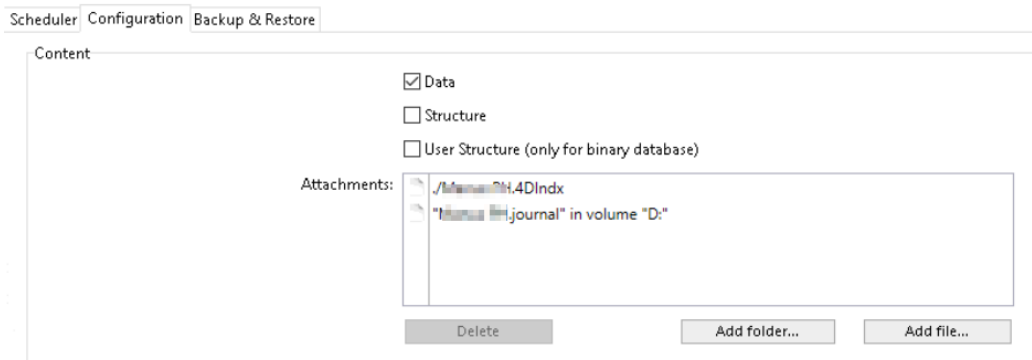 Scheduler Configuration Backup & Restore
Content
Data
Structure
User Structure (only for binary database)
Attachments:
./ .4DIndx
" .journal" in volume "D:"
Delete Add folder... Add file...